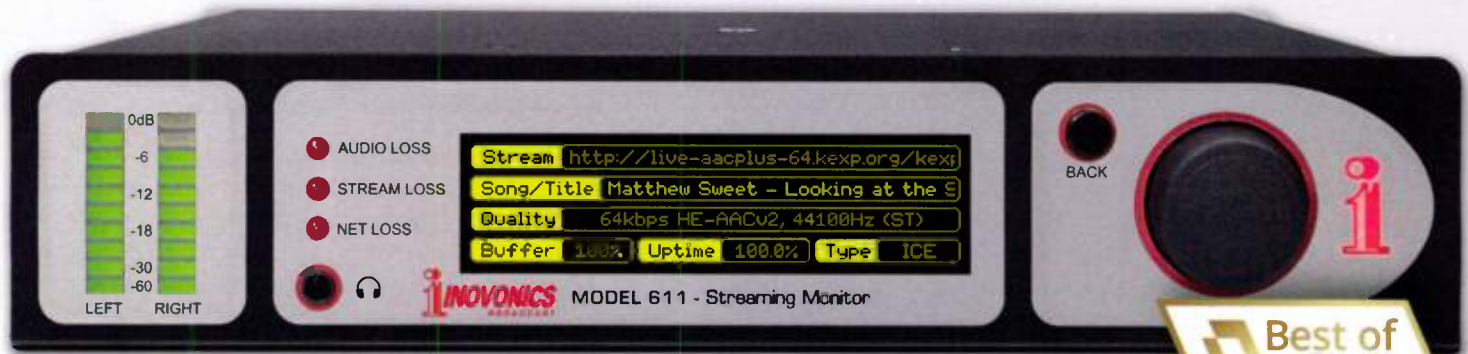 0dB
-6
-12
-18
-30
-60
LEFT RIGHT
AUDIO LOSS
STREAM LOSS
NET LOSS
Stream http://live-aacplus-64.kexp.org/kexp
Song/Title Matthew Sweet - Looking at the S
Quality 64kbps HE-AACv2, 44100Hz (ST)
Buffer 100% Uptime 100.0% Type ICE
INOVONICS MODEL 611 - Streaming Monitor
BROADCAST
BACK
i
Best of